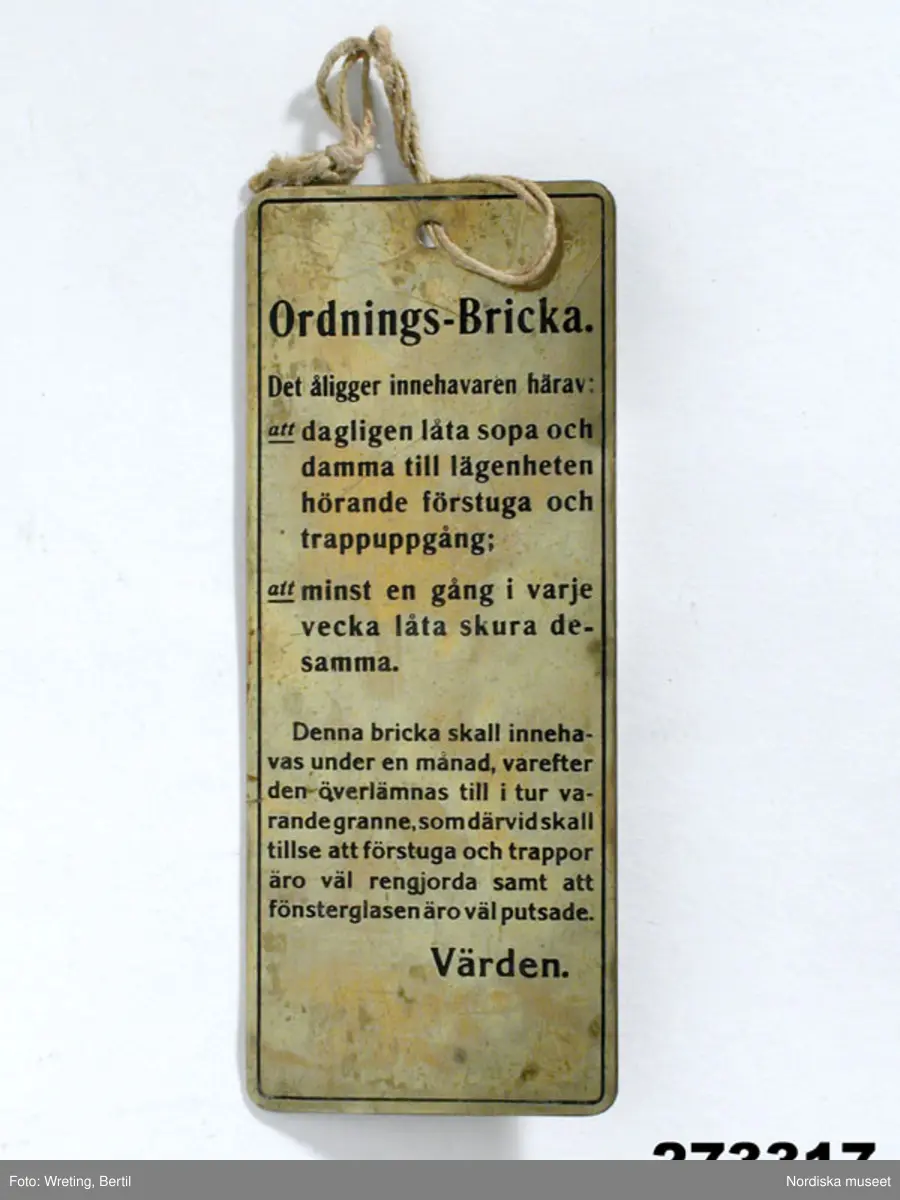 Ordnings-Bricka.
Det åligger innehavaren härav:
att dagligen låta sopa och
damma till lägenheten
hörande förstuga och
trappuppgång;
att minst en gång i varje
vecka låta skura de-
samma.
Denna bricka skall inneha-
vas under en månad, varefter
den överlämnas till i tur va-
rande granne, som därvid skall
tillse att förstuga och trappor
äro väl rengjorda samt att
fönsterglasen äro väl putsade.
Värden.
273317
Foto: Wreting, Bertil
Nordiska museet